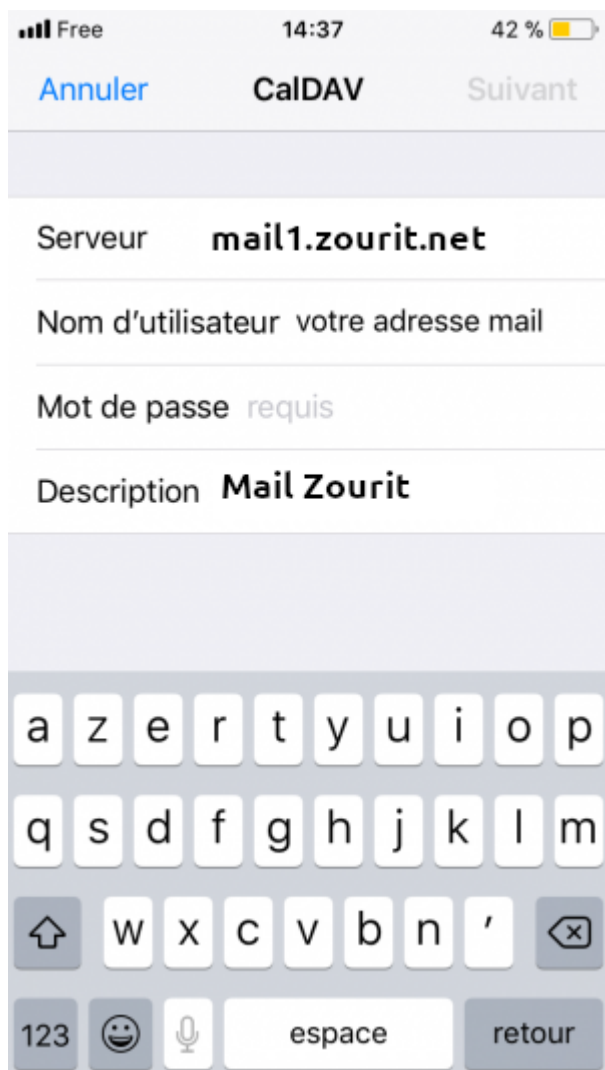 Free 14:37 42 %
Annuler CalDAV Suivant
Serveur mail1.zourit.net
Nom d'utilisateur votre adresse mail
Mot de passe requis
Description Mail Zourit
a z e r t y u i o p
q s d f g h j k l m
w x c v b n ′
123 espace retour